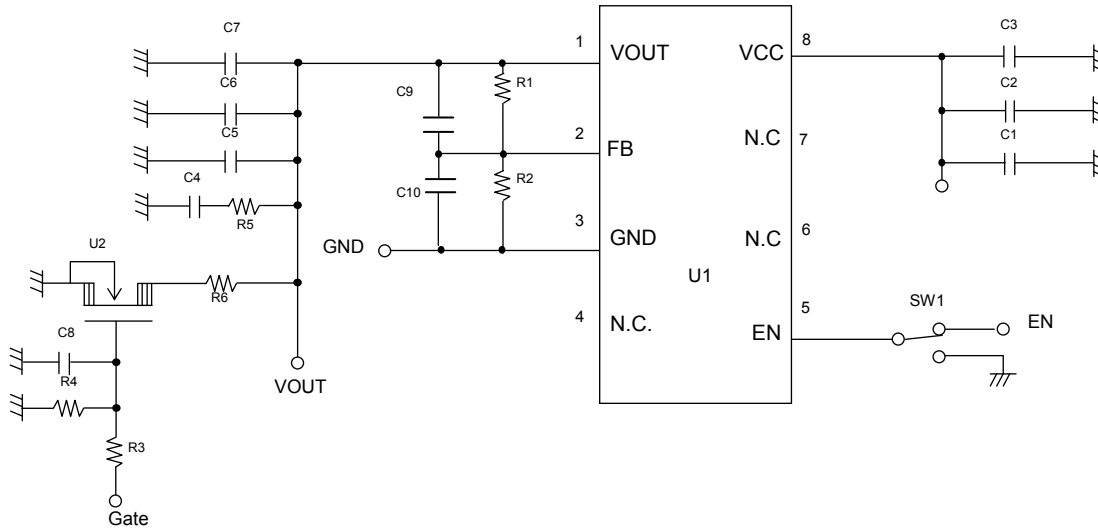 C7
C6
C5
C4
R5
U2
R6
C8
R4
R3
Gate
VOUT
C9
R1
C10
R2
GND
1
VOUT
2
FB
3
GND
4
N.C.
U1
8
VCC
7
N.C
6
N.C
5
EN
C3
C2
C1
SW1
EN